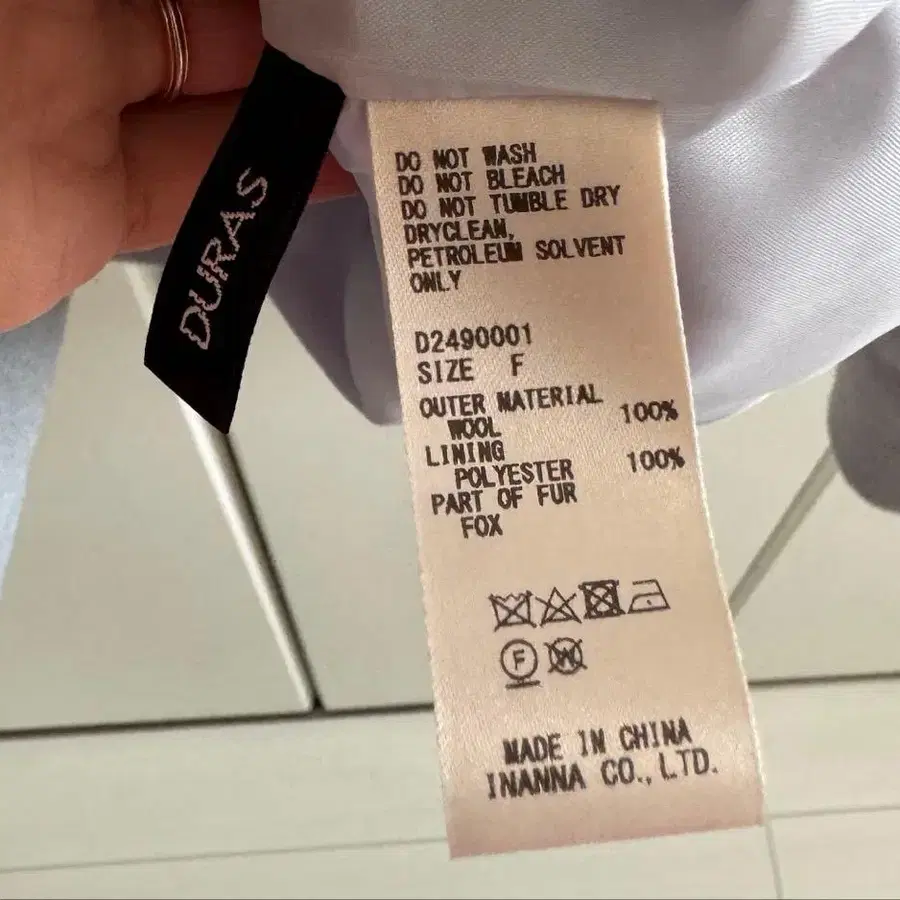 DURAS
DO NOT WASH
DO NOT BLEACH
DO NOT TUMBLE DRY
DRYCLEAN,
PETROLEUM SOLVENT
ONLY
D2490001
SIZE F
OUTER MATERIAL
WOOL 100%
LINING
POLYESTER 100%
PART OF FUR
FOX
F
W
MADE IN CHINA
INANNA CO., LTD.